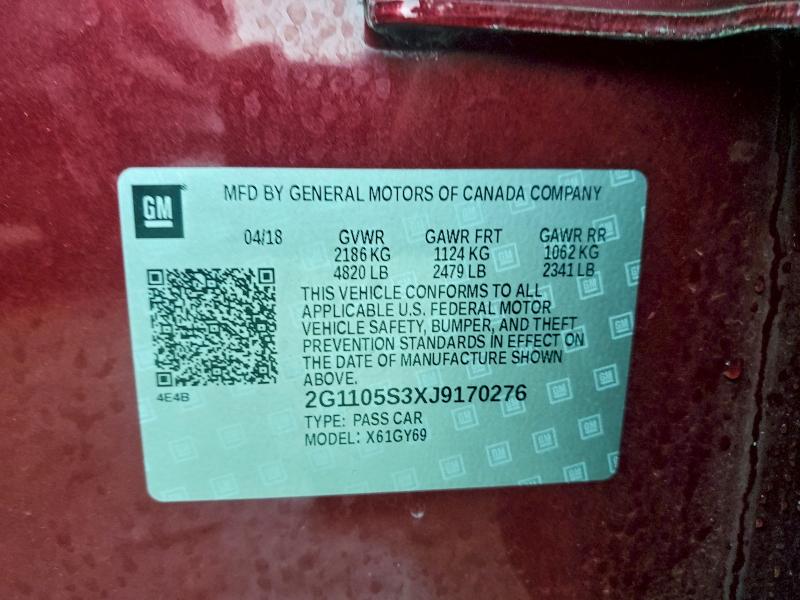 GM
MFD BY GENERAL MOTORS OF CANADA COMPANY
04/18 GVWR GAWR FRT GAWR RR
2186 KG 1124 KG 1062 KG
4820 LB 2479 LB 2341 LB
THIS VEHICLE CONFORMS TO ALL
APPLICABLE U.S. FEDERAL MOTOR
VEHICLE SAFETY, BUMPER, AND THEFT
PREVENTION STANDARDS IN EFFECT ON
THE DATE OF MANUFACTURE SHOWN
ABOVE.
4E4B
2G1105S3XJ9170276
TYPE: PASS CAR
MODEL: X61GY69